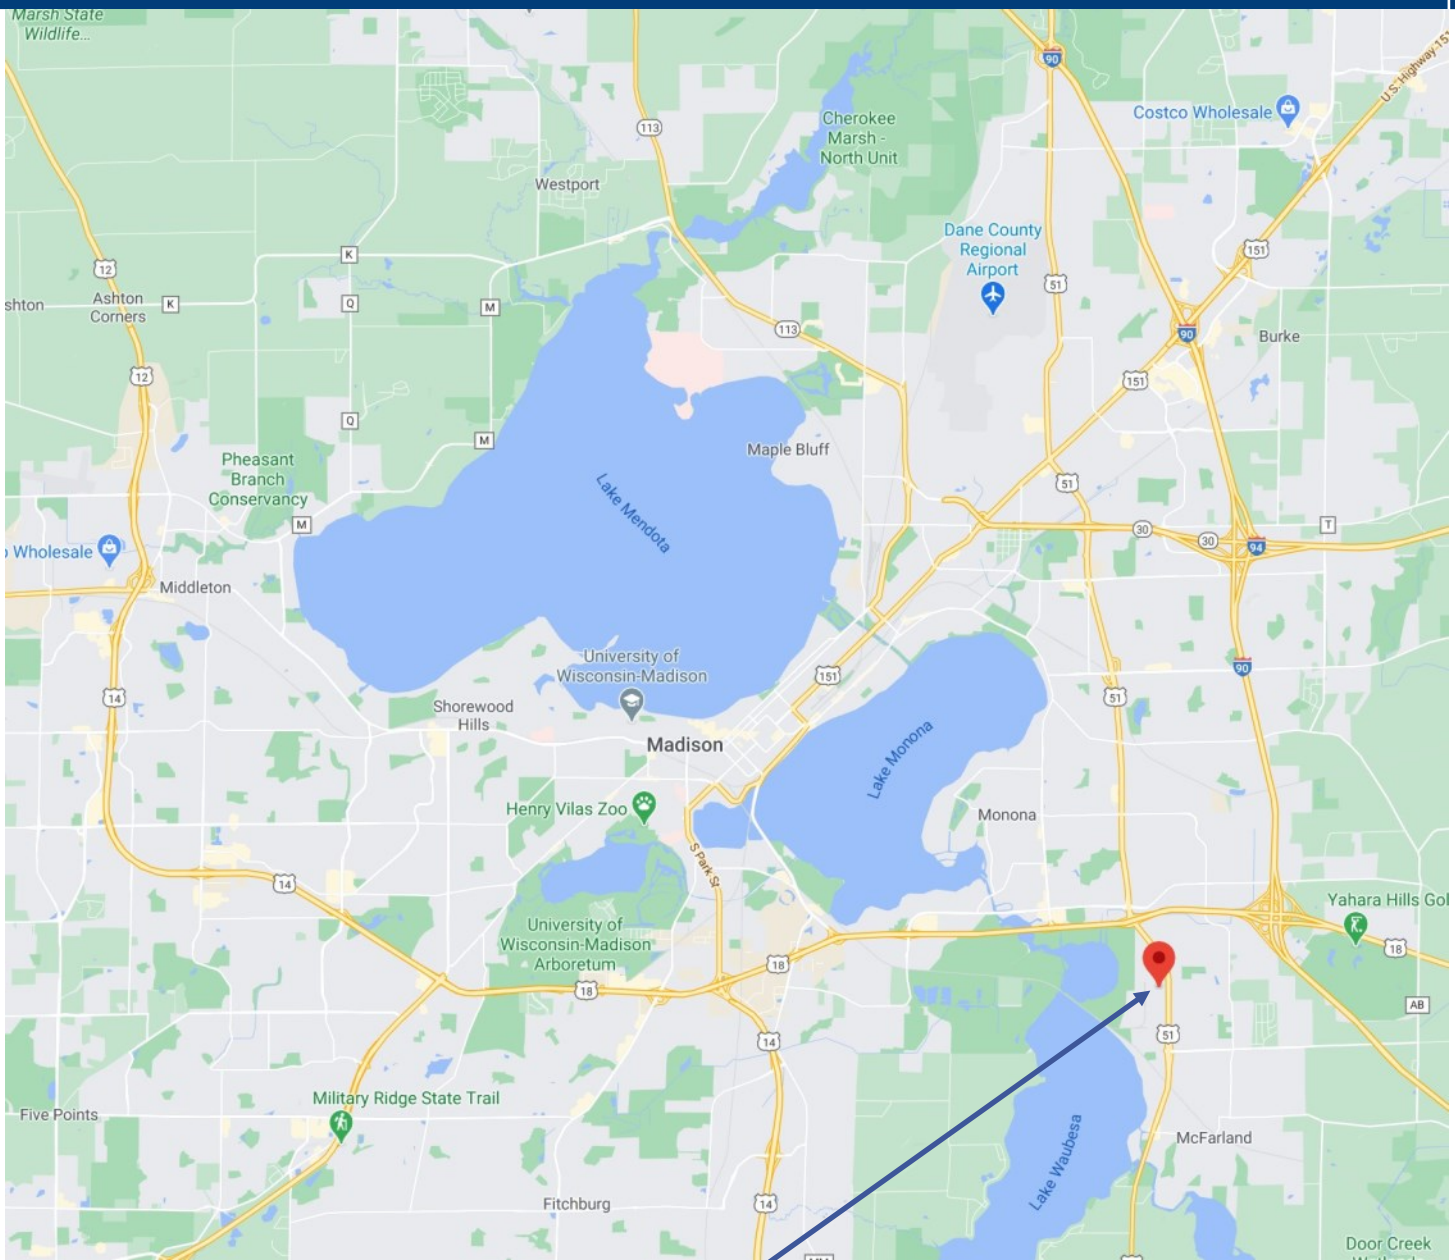 Marsh State
Wildlife...
90
U.S. Highway 151
Costco Wholesale
113
Cherokee
Marsh -
North Unit
Westport
Dane County
Regional
Airport
K
151
12
51
shton
Ashton
Corners
K
Q
M
113
90
Burke
12
151
Q
M
Maple Bluff
Pheasant
Branch
Conservancy
51
Lake Mendota
M
30
T
30
94
Wholesale
Middleton
University of
Wisconsin-Madison
90
151
14
51
Shorewood
Hills
Madison
Lake Monona
Henry Vilas Zoo
Monona
S Park St
14
Yahara Hills Gol
University of
Wisconsin-Madison
Arboretum
18
18
18
AB
51
14
Military Ridge State Trail
Five Points
Lake Waubesa
McFarland
Fitchburg
14
Door Creek